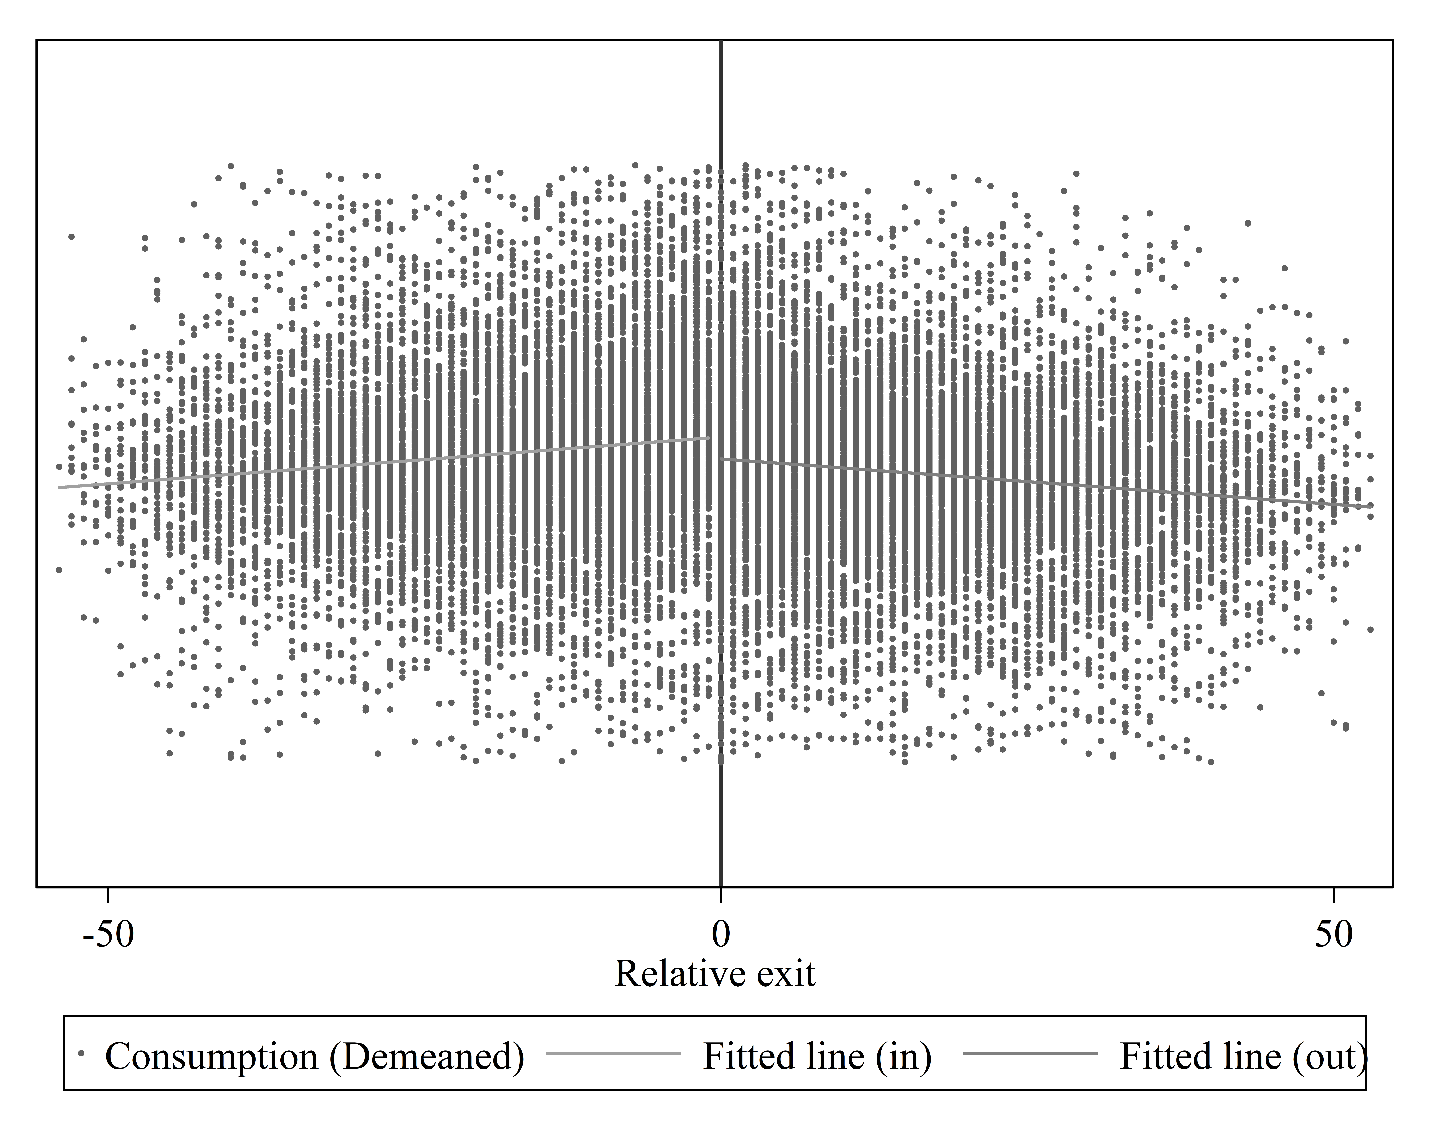 -50 0 50
Relative exit
Consumption (Demeaned) Fitted line (in) Fitted line (out)